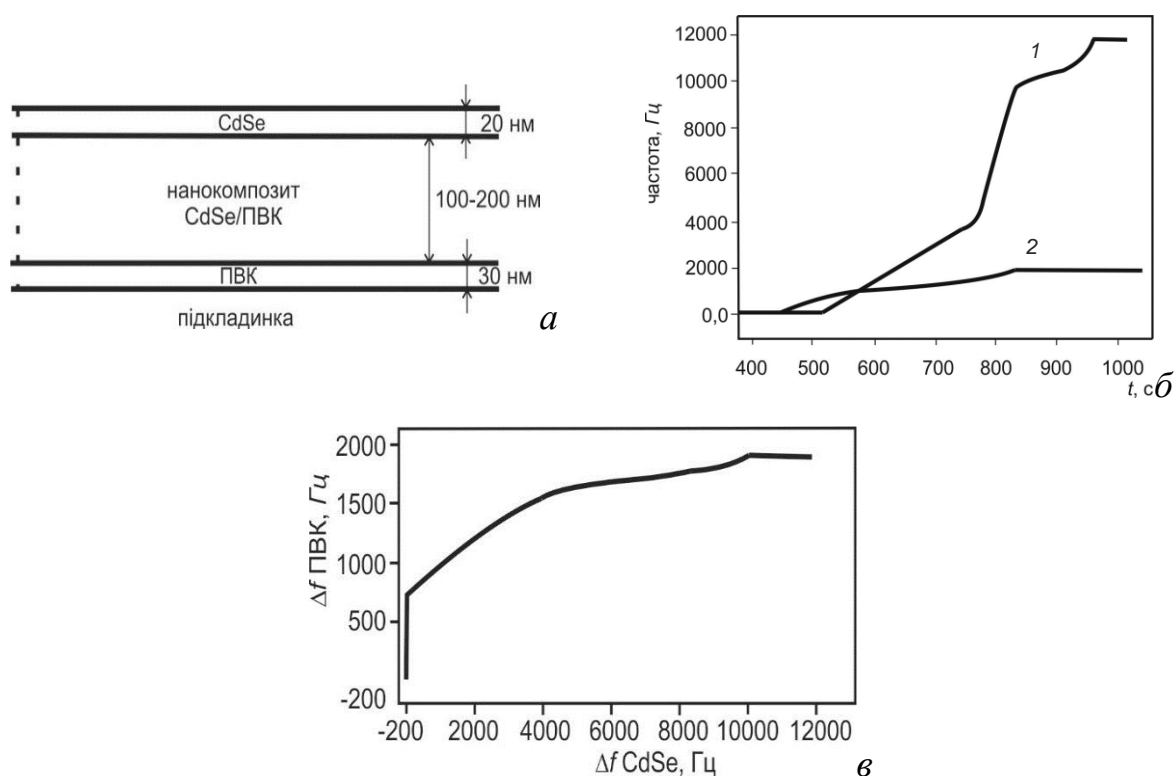 CdSe
20 нм
нанокомпозит
CdSe/ПВК
100-200 нм
ПВК
30 нм
підкладинка
а
частота, Гц
12000
12000
8000
6000
4000
2000
0,0
1
2
400
500
600
700
800
900
1000
t, с
б
Δf ПВК, Гц
2000
1500
1000
500
-200
-200
2000
4000
6000
8000
10000
12000
Δf CdSe, Гц
в